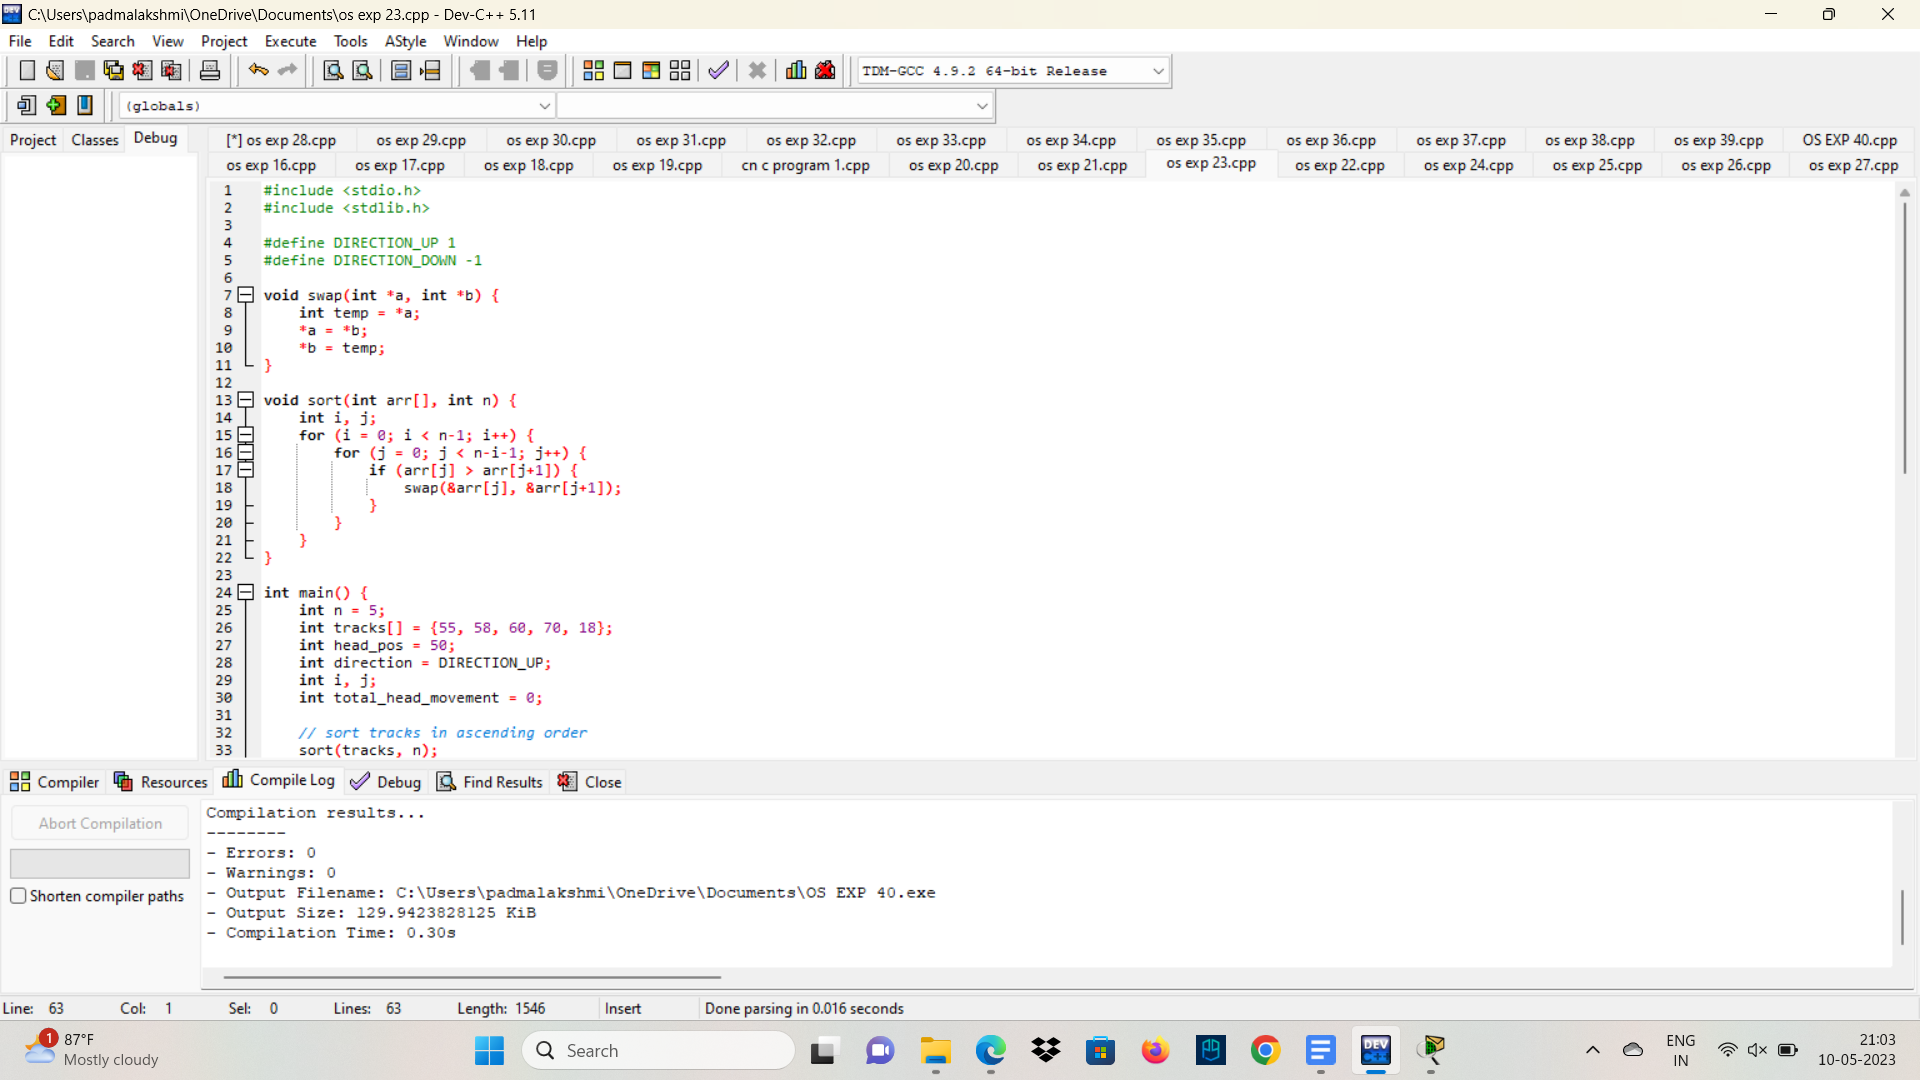 C:\Users\padmalakshmi\OneDrive\Documents\os exp 23.cpp - Dev-C++ 5.11
File Edit Search View Project Execute Tools AStyle Window Help
TDM-GCC 4.9.2 64-bit Release
(globals)
Project Classes Debug
[*] os exp 28.cpp os exp 29.cpp os exp 30.cpp os exp 31.cpp os exp 32.cpp os exp 33.cpp os exp 34.cpp os exp 35.cpp os exp 36.cpp os exp 37.cpp os exp 38.cpp os exp 39.cpp OS EXP 40.cpp
os exp 16.cpp os exp 17.cpp os exp 18.cpp os exp 19.cpp cn c program 1.cpp os exp 20.cpp os exp 21.cpp os exp 23.cpp os exp 22.cpp os exp 24.cpp os exp 25.cpp os exp 26.cpp os exp 27.cpp
1 #include <stdio.h>
2 #include <stdlib.h>
3
4 #define DIRECTION_UP 1
5 #define DIRECTION_DOWN -1
6
7 void swap(int *a, int *b) {
8 int temp = *a;
9 *a = *b;
10 *b = temp;
11 }
12
13 void sort(int arr[], int n) {
14 int i, j;
15 for (i = 0; i < n-1; i++) {
16 for (j = 0; j < n-i-1; j++) {
17 if (arr[j] > arr[j+1]) {
18 swap(&arr[j], &arr[j+1]);
19 }
20 }
21 }
22 }
23
24 int main() {
25 int n = 5;
26 int tracks[] = {55, 58, 60, 70, 18};
27 int head_pos = 50;
28 int direction = DIRECTION_UP;
29 int i, j;
30 int total_head_movement = 0;
31
32 // sort tracks in ascending order
33 sort(tracks, n);
Compiler Resources Compile Log Debug Find Results Close
Abort Compilation
Shorten compiler paths
Compilation results...
--------
- Errors: 0
- Warnings: 0
- Output Filename: C:\Users\padmalakshmi\OneDrive\Documents\OS EXP 40.exe
- Output Size: 129.9423828125 KiB
- Compilation Time: 0.30s
Line: 63 Col: 1 Sel: 0 Lines: 63 Length: 1546 Insert Done parsing in 0.016 seconds
1
87°F
Mostly cloudy
Search
DEV
C++
ENG
IN
21:03
10-05-2023